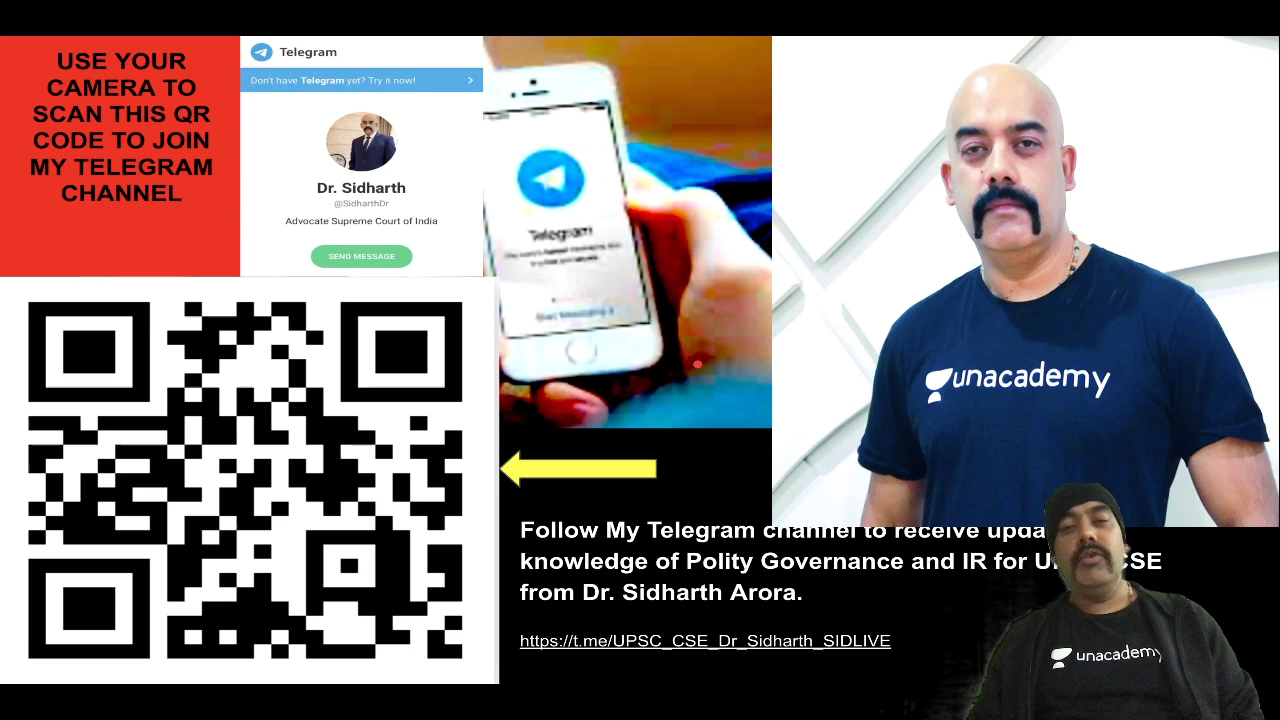 USE YOUR
CAMERA TO
SCAN THIS QR
CODE TO JOIN
MY TELEGRAM
CHANNEL
Telegram
Don't have Telegram yet? Try it now!
Dr. Sidharth
@SidharthDr
Advocate Supreme Court of India
SEND MESSAGE
Telegram
unacademy
Follow My Telegram channel to receive
knowledge of Polity Governance and IR for
from Dr. Sidharth Arora.
https://t.me/UPSC_CSE_Dr_Sidharth_SIDLIVE
unacademy